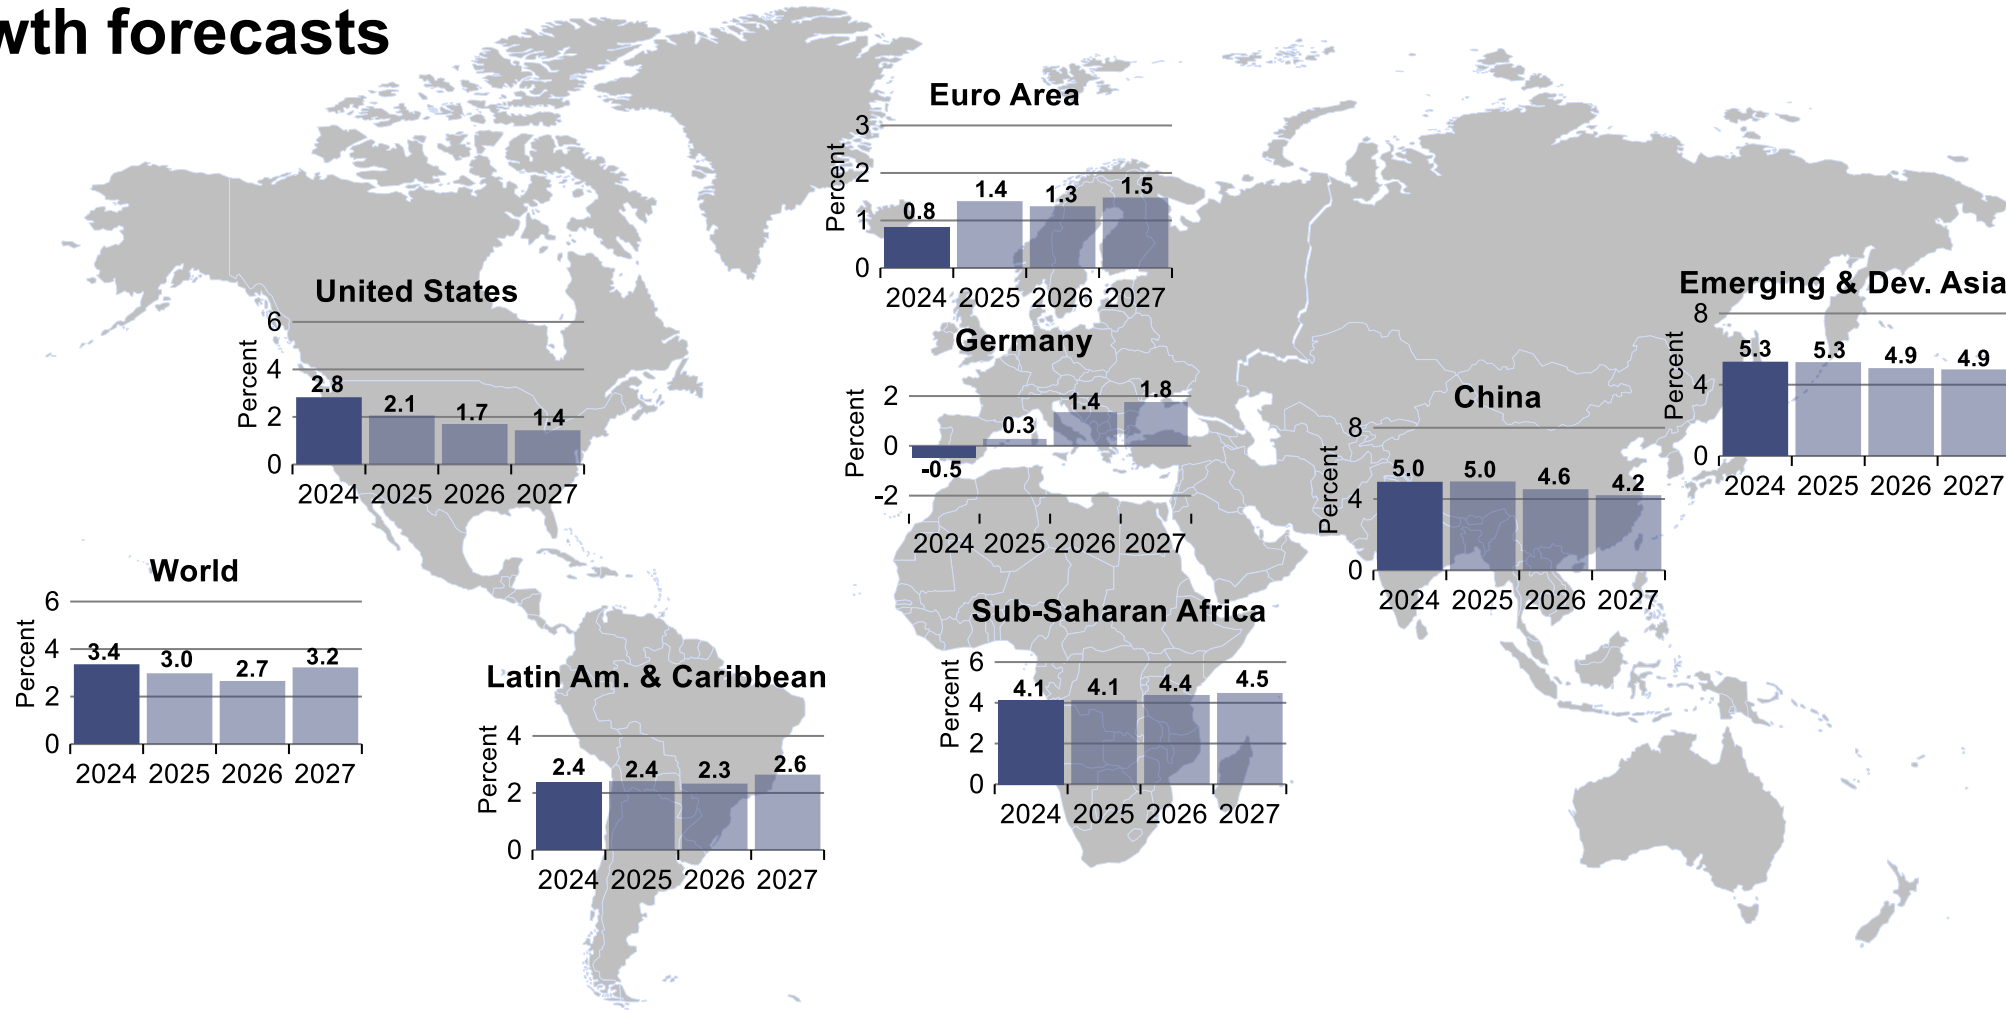 wth forecasts
Euro Area
Percent
3
2
1
0
0.8
1.4
1.3
1.5
2024 2025 2026 2027
United States
Percent
6
4
2
0
2.8
2.1
1.7
1.4
2024 2025 2026 2027
Germany
Percent
2
0
-2
-0.5
0.3
1.4
1.8
2024 2025 2026 2027
Emerging & Dev. Asia
Percent
8
4
0
5.3
5.3
4.9
4.9
2024 2025 2026 2027
China
Percent
8
4
0
5.0
5.0
4.6
4.2
2024 2025 2026 2027
World
Percent
6
4
2
0
3.4
3.0
2.7
3.2
2024 2025 2026 2027
Latin Am. & Caribbean
Percent
4
2
0
2.4
2.4
2.3
2.6
2024 2025 2026 2027
Sub-Saharan Africa
Percent
6
4
2
0
4.1
4.1
4.4
4.5
2024 2025 2026 2027